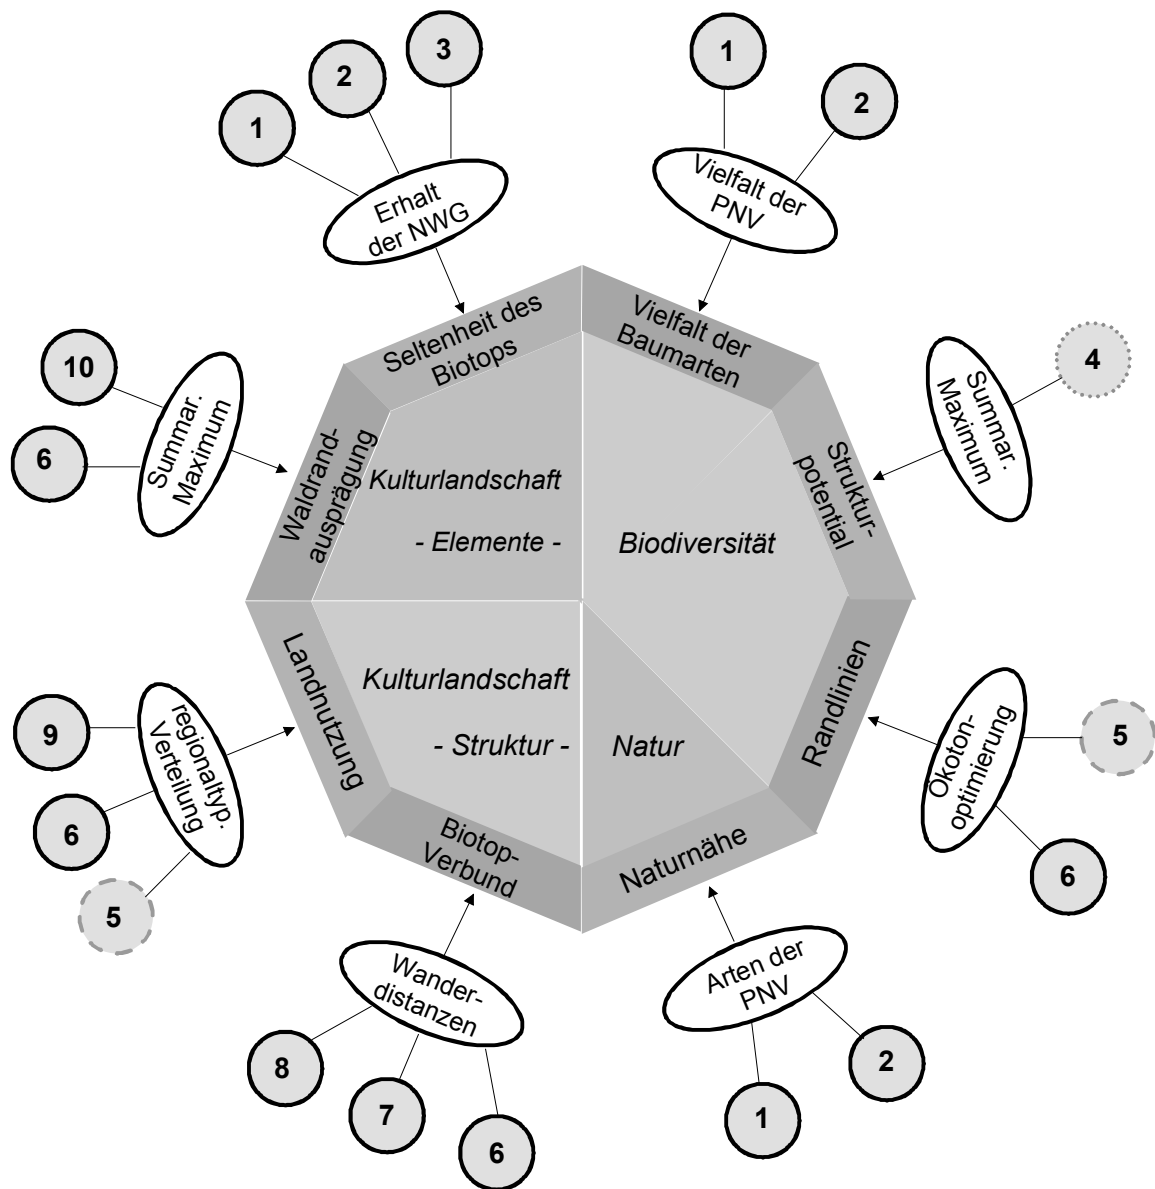 3
1
2
2
1
Erhalt
der NWG
Vielfalt der
PNV
Seltenheit des
Biotops
Vielfalt der
Baumarten
10
6
Summar.
Maximum
4
Summar.
Maximum
Waldrand-
ausprägung
Struktur-
potential
Kulturlandschaft
- Elemente -
Biodiversität
Landnutzung
Kulturlandschaft
- Struktur -
Natur
Randlinien
9
6
5
regionaltyp.
Verteilung
Ökoton-
optimierung
5
6
Biotop-
Verbund
Naturnähe
Wander-
distanzen
Arten der
PNV
8
7
6
2
1